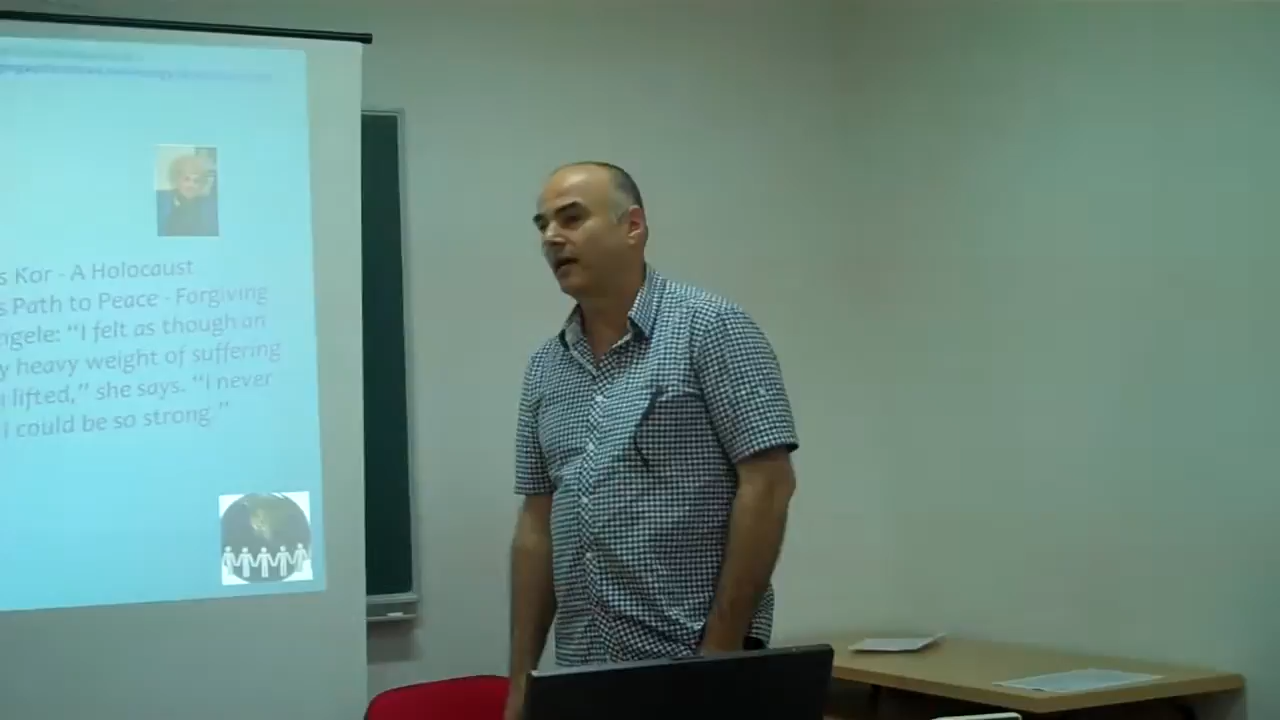 s Kor - A Holocaust
s Path to Peace - Forgiving
ngele: “I felt as though an
y heavy weight of suffering
lifted,” she says. “I never
I could be so strong.”